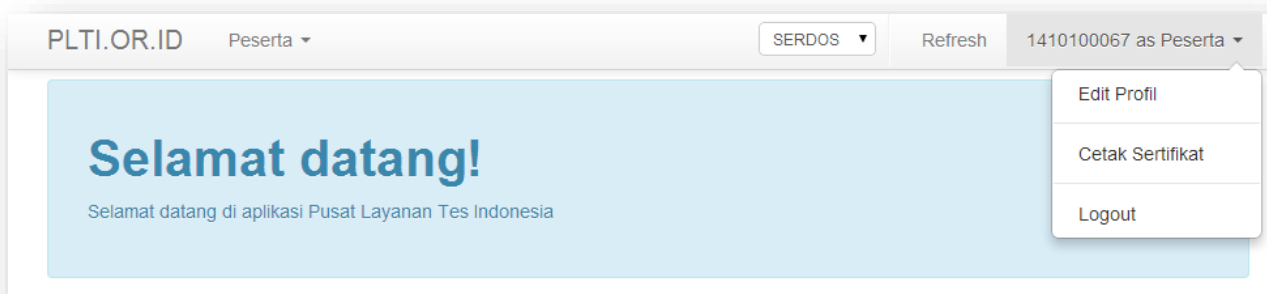 PLTI.OR.ID Peserta SERDOS Refresh 1410100067 as Peserta
Edit Profil
Selamat datang!
Cetak Sertifikat
Selamat datang di aplikasi Pusat Layanan Tes Indonesia
Logout